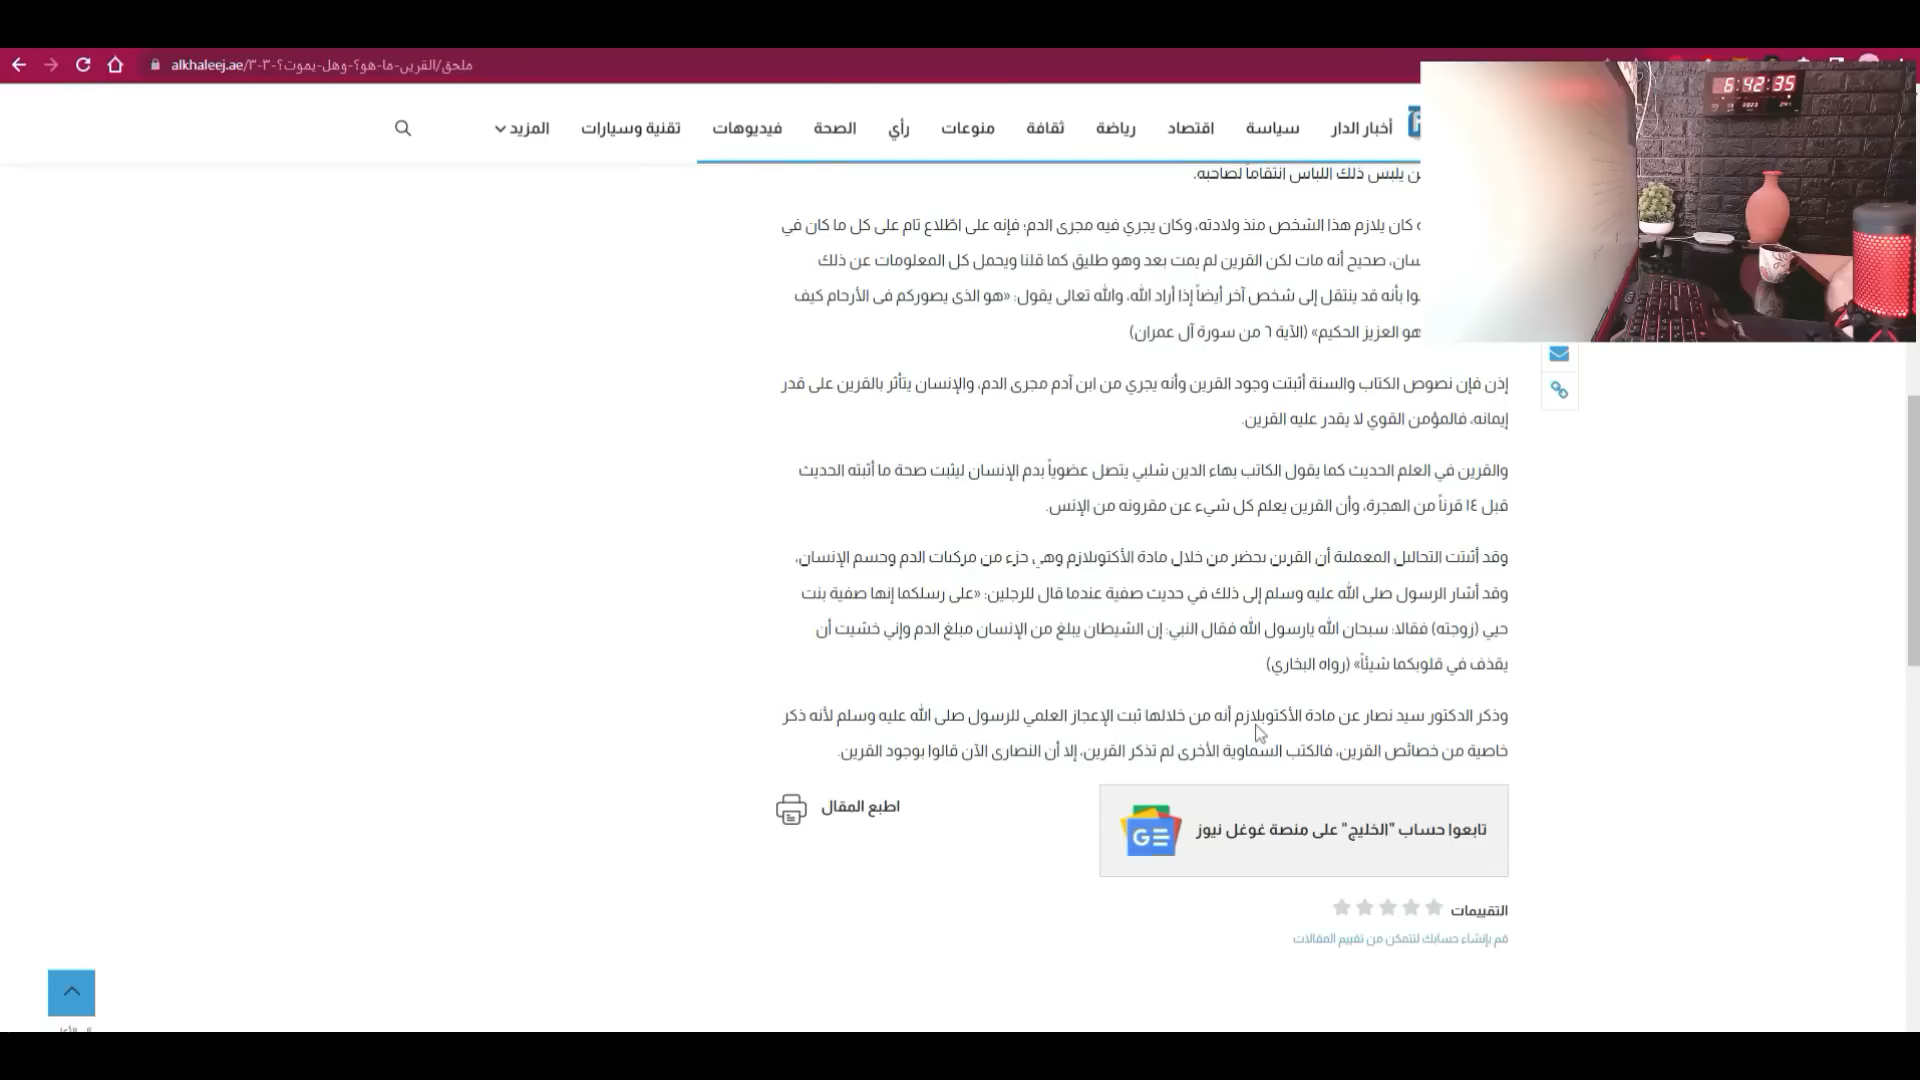 alkhaleej.ae/ملحق/القرين-ما-هو؟-وهل-يموت؟-٣-٣
6:42:35
أخبار الدار
سياسة
اقتصاد
رياضة
ثقافة
منوعات
رأي
الصحة
فيديوهات
تقنية وسيارات
المزيد
ن يلبس ذلك اللباس انتقاماً لصاحبه.
ه كان يلازم هذا الشخص منذ ولادته، وكان يجري فيه مجرى الدم؛ فإنه على اطّلاع تام على كل ما كان في
سان، صحيح أنه مات لكن القرين لم يمت بعد وهو طليق كما قلنا ويحمل كل المعلومات عن ذلك
وا بأنه قد ينتقل إلى شخص آخر أيضاً إذا أراد الله، والله تعالى يقول: «هو الذى يصوركم فى الأرحام كيف
هو العزيز الحكيم» (الآية ٦ من سورة آل عمران)
إذن فإن نصوص الكتاب والسنة أثبتت وجود القرين وأنه يجري من ابن آدم مجرى الدم، والإنسان يتأثر بالقرين على قدر
إيمانه، فالمؤمن القوي لا يقدر عليه القرين.
والقرين في العلم الحديث كما يقول الكاتب بهاء الدين شلبي يتصل عضوياً بدم الإنسان ليثبت صحة ما أثبته الحديث
قبل ١٤ قرناً من الهجرة، وأن القرين يعلم كل شيء عن مقرونه من الإنس.
وقد أثبتت التحاليل المعملية أن القرين يحضر من خلال مادة الأكتوبلازم وهي جزء من مركبات الدم وجسم الإنسان،
وقد أشار الرسول صلى الله عليه وسلم إلى ذلك في حديث صفية عندما قال للرجلين: «على رسلكما إنها صفية بنت
حيي (زوجته) فقالا: سبحان الله يارسول الله فقال النبي: إن الشيطان يبلغ من الإنسان مبلغ الدم وإني خشيت أن
يقذف في قلوبكما شيئاً» (رواه البخاري)
وذكر الدكتور سيد نصار عن مادة الأكتوبلازم أنه من خلالها ثبت الإعجاز العلمي للرسول صلى الله عليه وسلم لأنه ذكر
خاصية من خصائص القرين، فالكتب السماوية الأخرى لم تذكر القرين، إلا أن النصارى الآن قالوا بوجود القرين.
تابعوا حساب "الخليج" على منصة غوغل نيوز
اطبع المقال
التقييمات
قم بإنشاء حسابك لتتمكن من تقييم المقالات